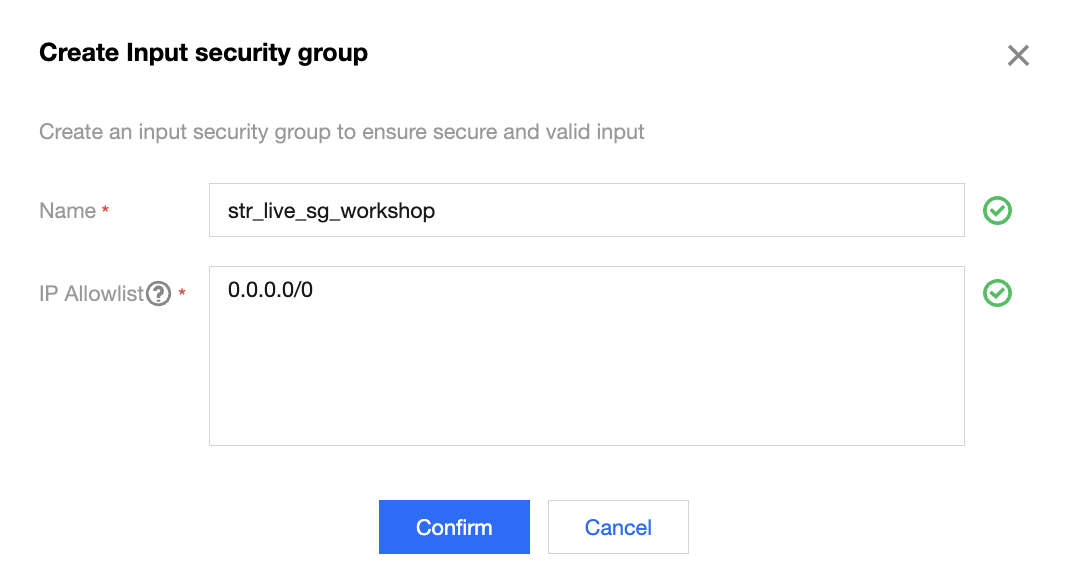 Create Input security group
Create an input security group to ensure secure and valid input
Name *
str_live_sg_workshop
IP Allowlist ? *
0.0.0.0/0
Confirm
Cancel